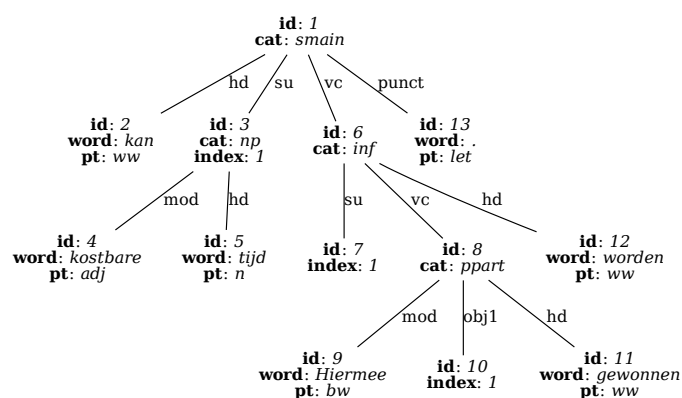 id: 1
cat: smain
hd su vc punct
id: 2
word: kan
pt: ww
id: 3
cat: np
index: 1
id: 6
cat: inf
id: 13
word: .
pt: let
mod hd su vc hd
id: 4
word: kostbare
pt: adj
id: 5
word: tijd
pt: n
id: 7
index: 1
id: 8
cat: ppart
id: 12
word: worden
pt: ww
mod obj1 hd
id: 9
word: Hiermee
pt: bw
id: 10
index: 1
id: 11
word: gewonnen
pt: ww